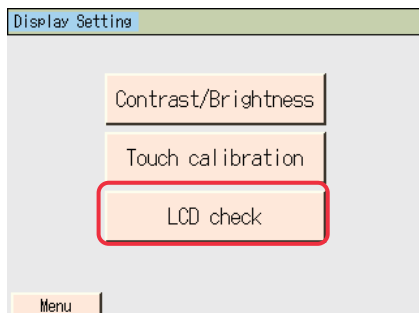 Display Setting
Contrast/Brightness
Touch calibration
LCD check
Menu